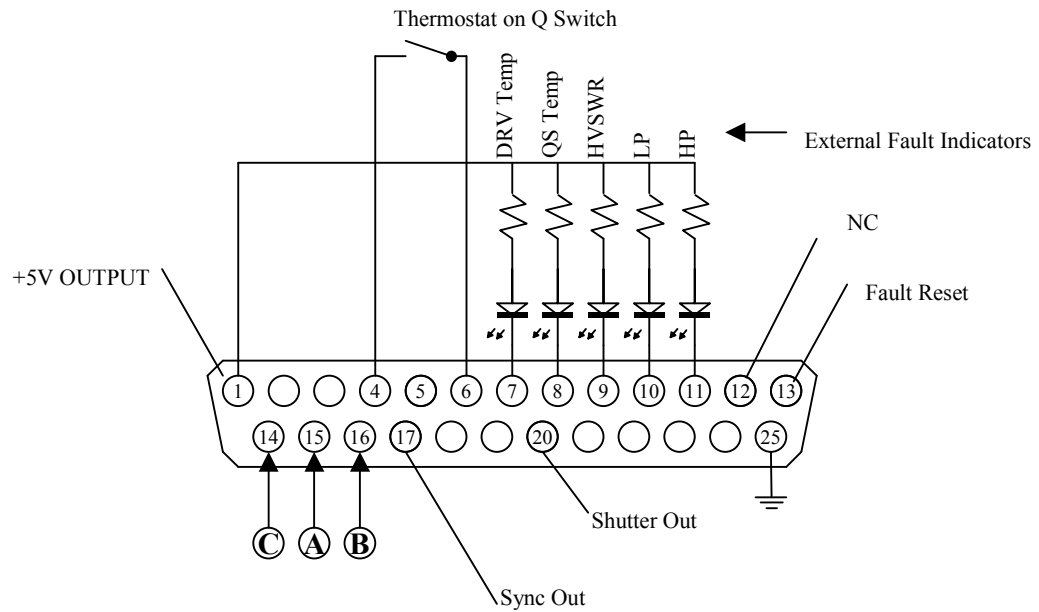 Thermostat on Q Switch
DRV Temp
QS Temp
HVSWR
LP
HP
External Fault Indicators
NC
+5V OUTPUT
Fault Reset
1 4 5 6 7 8 9 10 11 12 13
14 15 16 17 20 25
Shutter Out
C A B
Sync Out